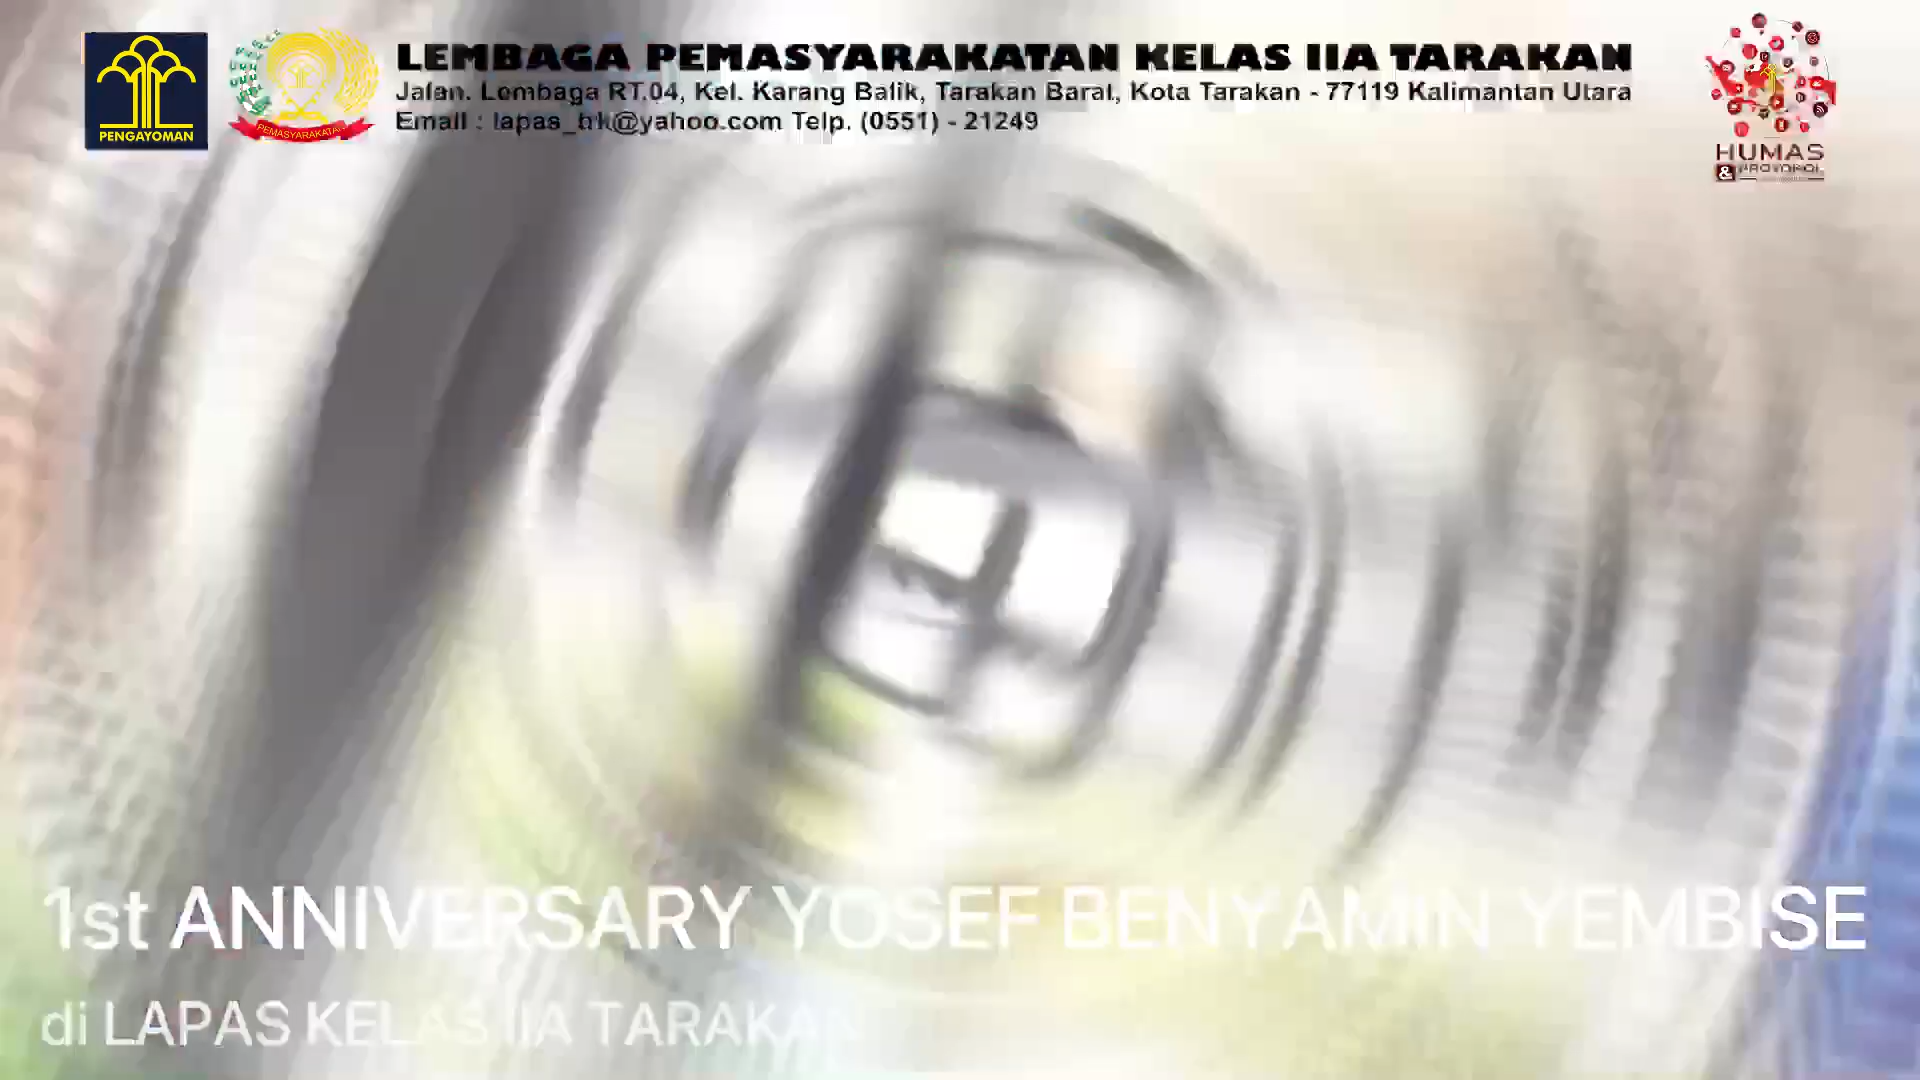 LEMBAGA PEMASYARAKATAN KELAS IIA TARAKAN
Jalan. Lembaga RT.04, Kel. Karang Balik, Tarakan Barat, Kota Tarakan - 77119 Kalimantan Utara
Email : lapas_trk@yahoo.com Telp. (0551) - 21249
PENGAYOMAN
PEMASYARAKATAN
HUMAS
& PROTOKOL
1st ANNIVERSARY YOSEF BENYAMIN YEMBISE
di LAPAS KELAS IIA TARAKAN